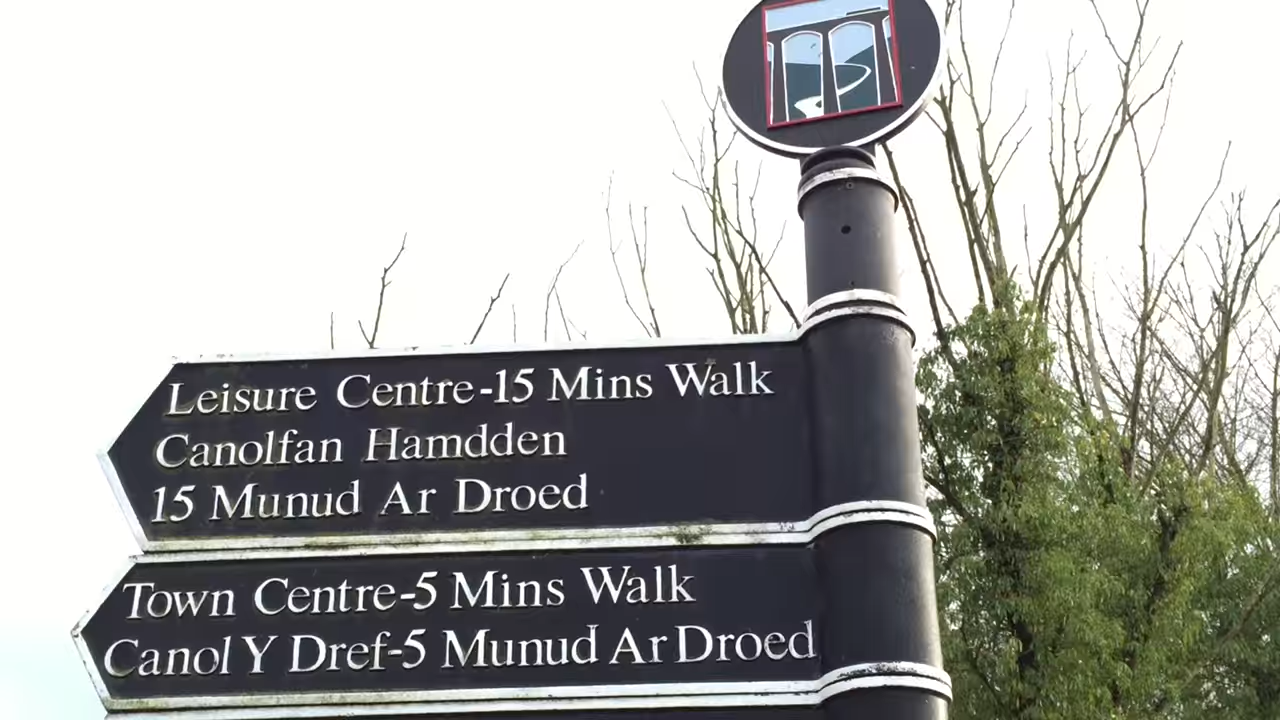 Leisure Centre-15 Mins Walk
Canolfan Hamdden
15 Munud Ar Droed
Town Centre-5 Mins Walk
Canol Y Dref-5 Munud Ar Droed